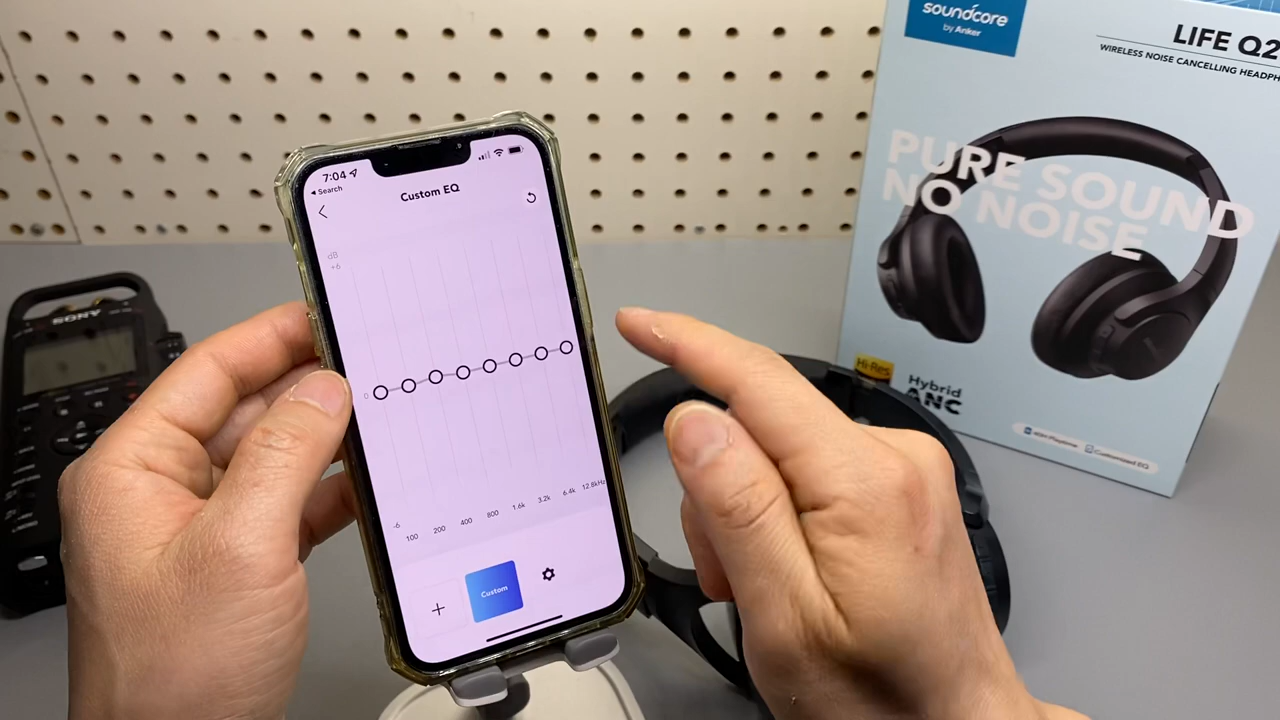 soundcore
by Anker
LIFE Q2
WIRELESS NOISE CANCELLING HEADPH
PURE SOUND
NO NOISE
Hi-Res
Hybrid
ANC
Customized EQ
SONY
7:04
Search
Custom EQ
dB
+6
0
-6
100 200 400 800 1.6k 3.2k 6.4k 12.8kHz
+ Custom